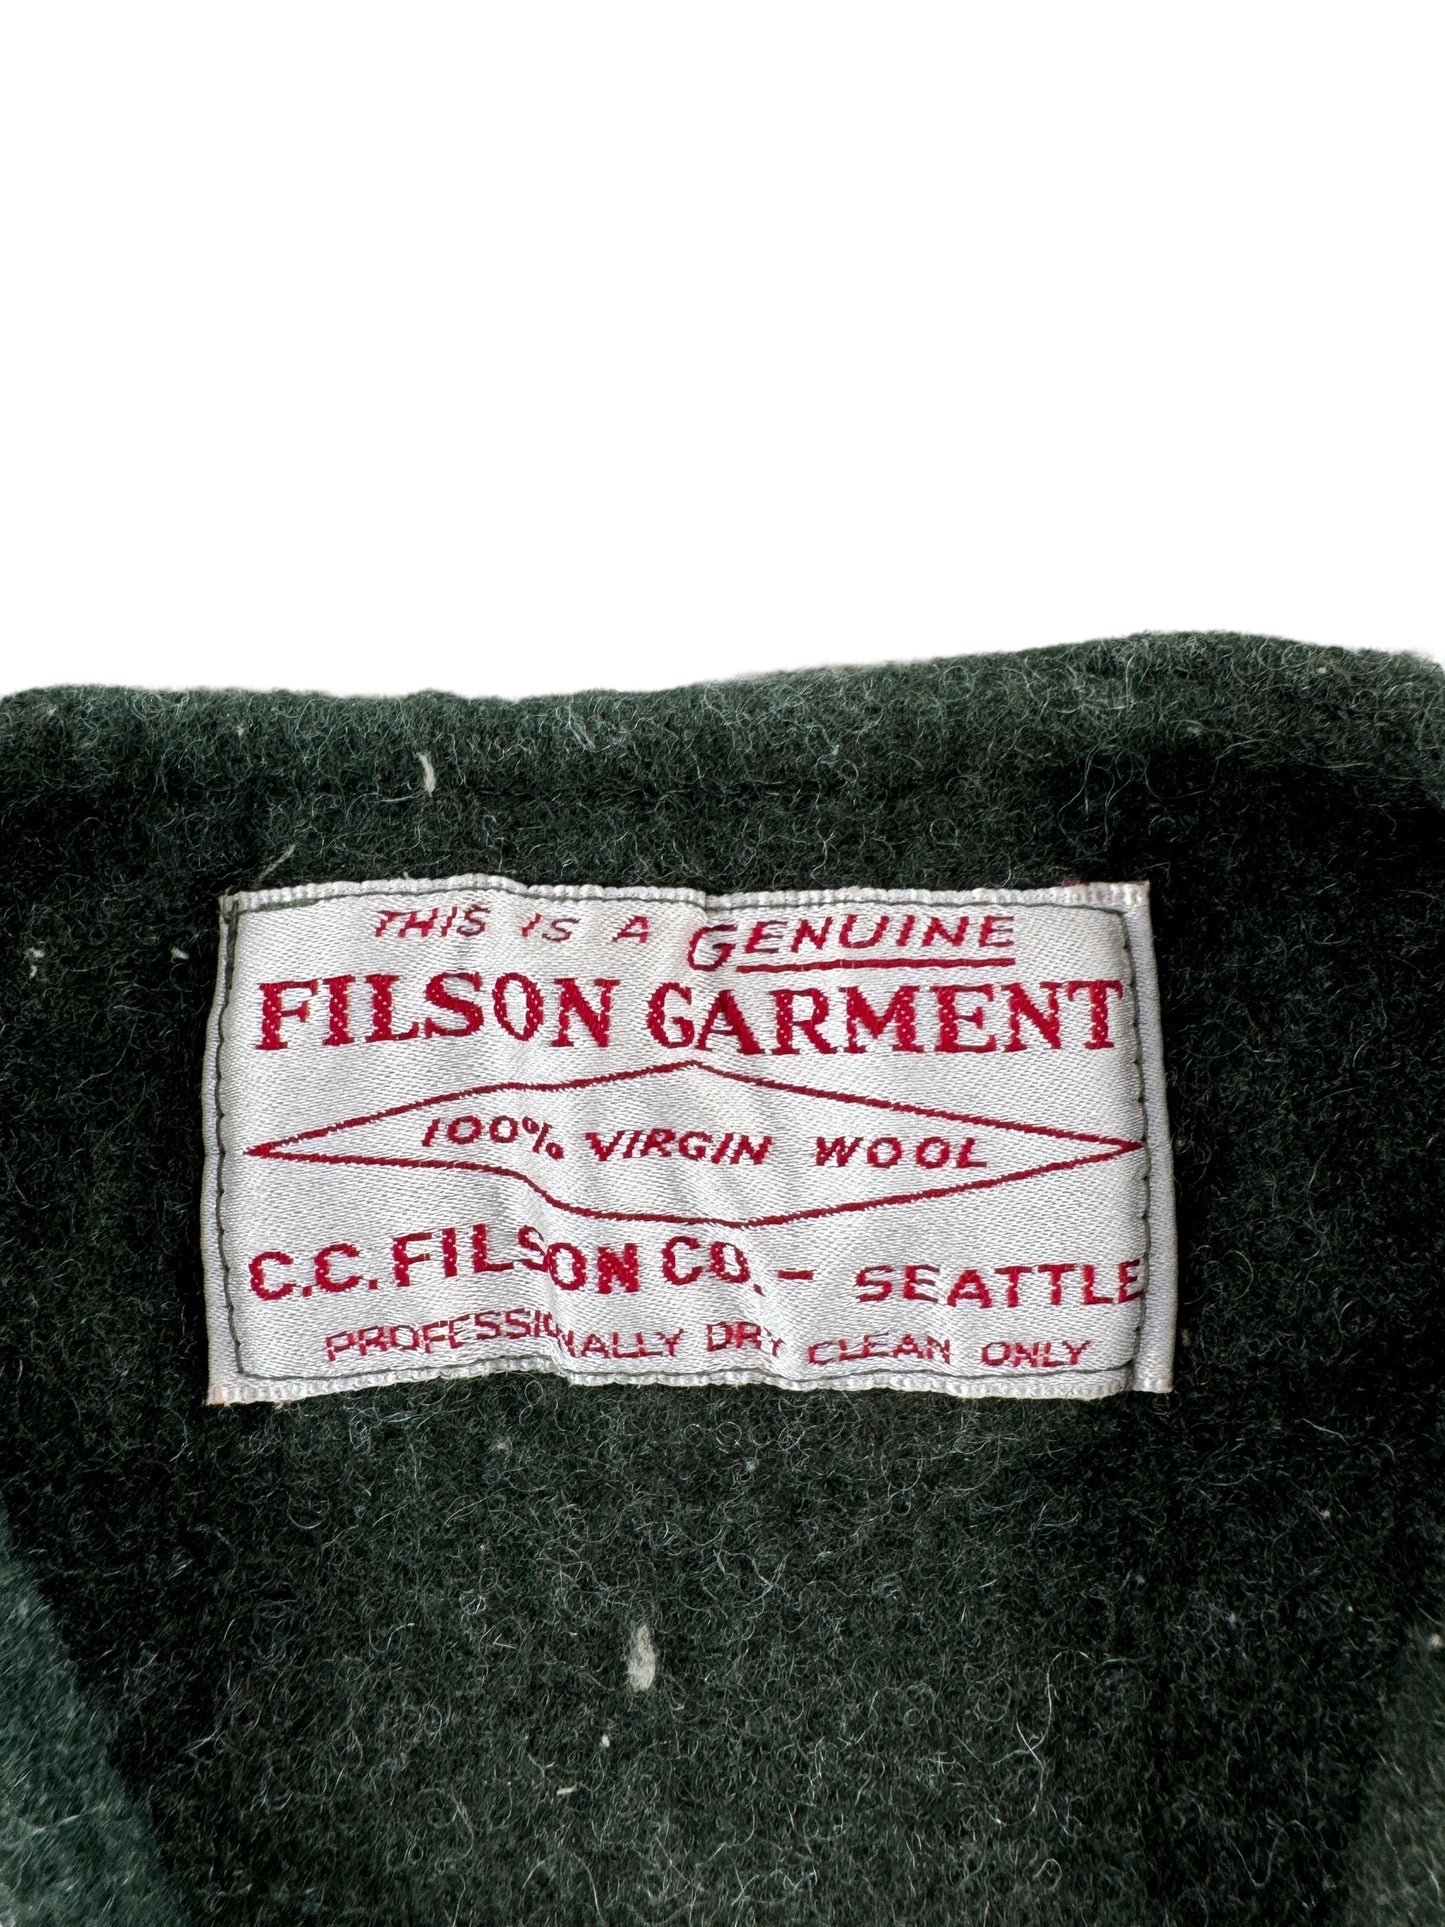 THIS IS A GENUINE
FILSON GARMENT
100% VIRGIN WOOL
C.C. FILSON CO. – SEATTLE
PROFESSIONALLY DRY CLEAN ONLY